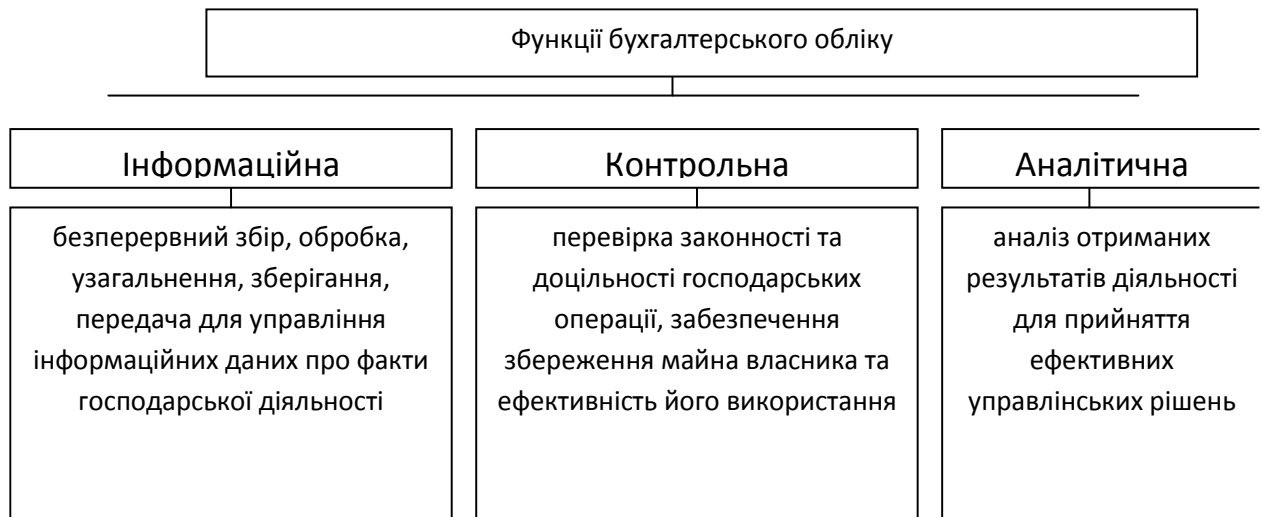 Функції бухгалтерського обліку
Інформаційна
Контрольна
Аналітична
безперервний збір, обробка,
узагальнення, зберігання,
передача для управління
інформаційних даних про факти
господарської діяльності
перевірка законності та
доцільності господарських
операції, забезпечення
збереження майна власника та
ефективність його використання
аналіз отриманих
результатів діяльності
для прийняття
ефективних
управлінських рішень